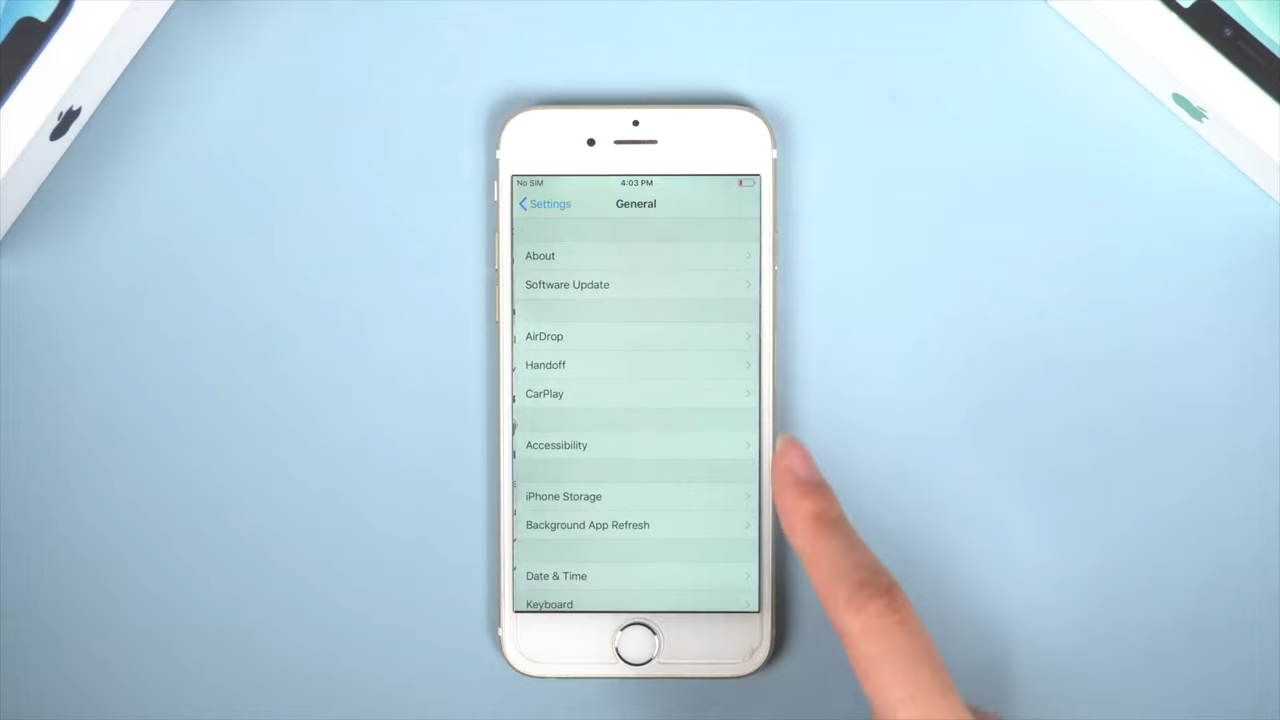 No SIM 4:03 PM
Settings General
About
Software Update
AirDrop
Handoff
CarPlay
Accessibility
iPhone Storage
Background App Refresh
Date & Time
Keyboard